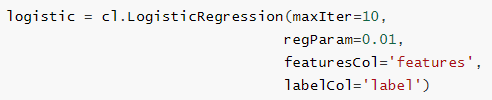 logistic = cl.LogisticRegression(maxIter=10,
                                 regParam=0.01,
                                 featuresCol='features',
                                 labelCol='label')